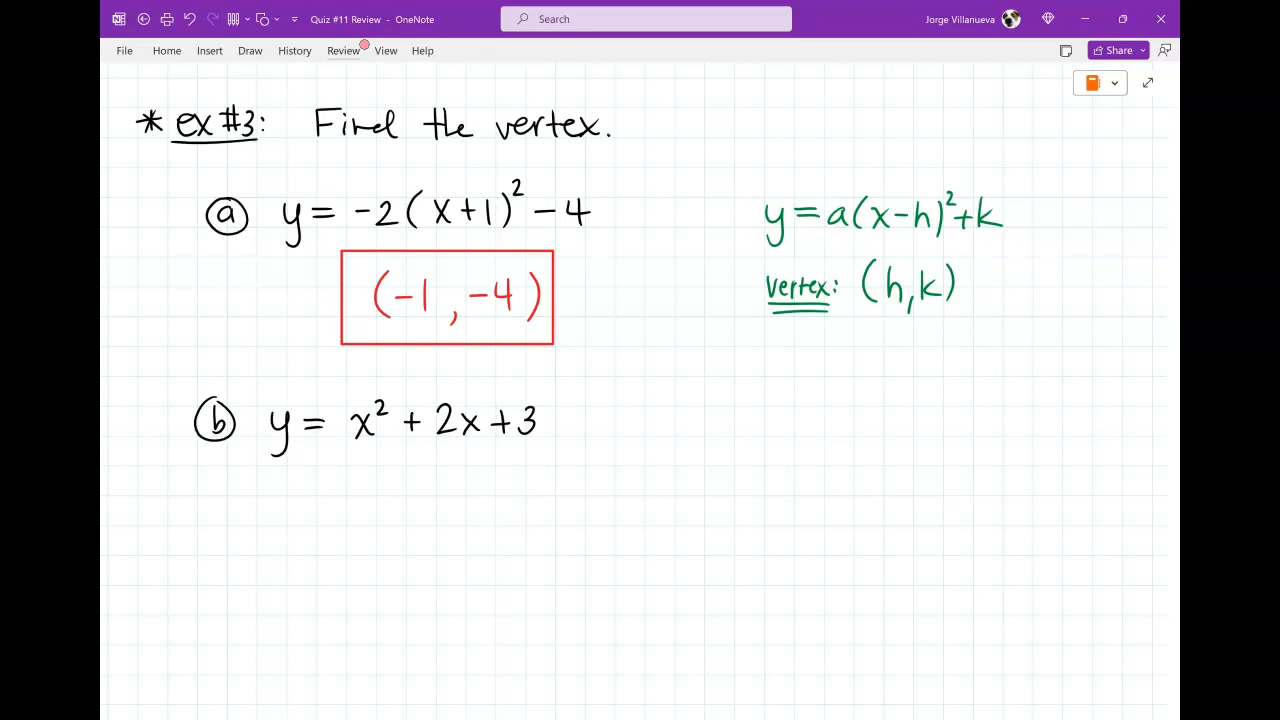 Quiz #11 Review - OneNote
Search
Jorge Villanueva
File Home Insert Draw History Review View Help
Share
* ex #3: Find the vertex.
ⓐ y = -2(x+1)² - 4
y = a(x-h)² + k
(-1, -4)
vertex: (h,k)
ⓑ y = x² + 2x + 3